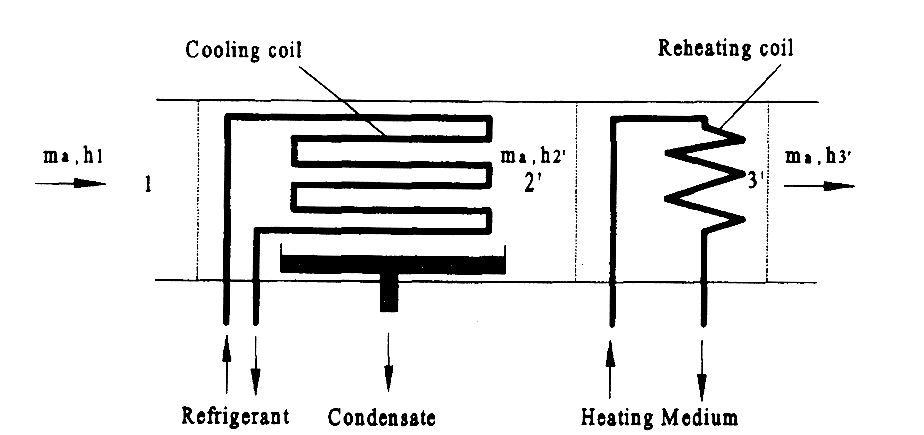 Cooling coil
Reheating coil
ma,h1
1
ma,h2'
2'
3'
ma,h3'
Refrigerant
Condensate
Heating Medium